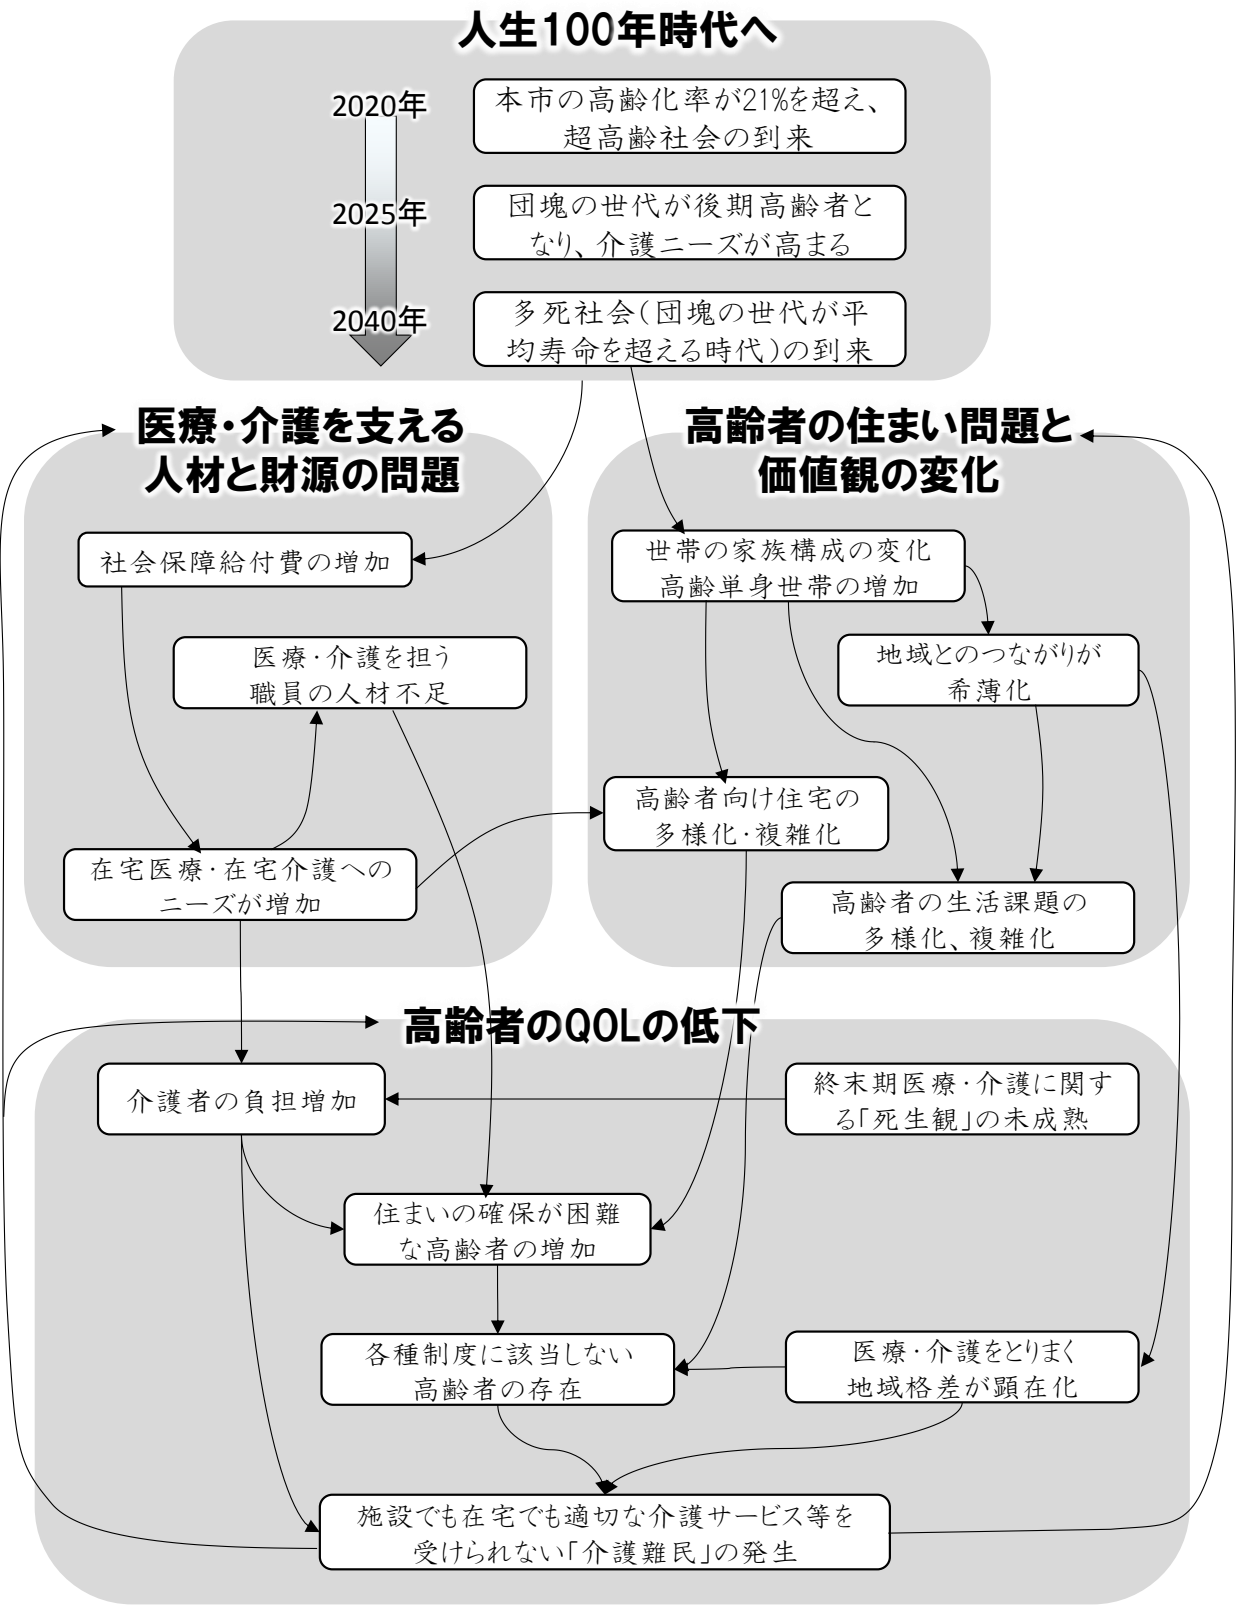 人生100年時代へ
2020年
本市の高齢化率が21%を超え、
超高齢社会の到来
2025年
団塊の世代が後期高齢者と
なり、介護ニーズが高まる
2040年
多死社会(団塊の世代が平
均寿命を超える時代)の到来
医療・介護を支える
人材と財源の問題
社会保障給付費の増加
医療・介護を担う
職員の人材不足
在宅医療・在宅介護への
ニーズが増加
高齢者の住まい問題と
価値観の変化
世帯の家族構成の変化
高齢単身世帯の増加
地域とのつながりが
希薄化
高齢者向け住宅の
多様化・複雑化
高齢者の生活課題の
多様化、複雑化
高齢者のQOLの低下
介護者の負担増加
終末期医療・介護に関す
る「死生観」の未成熟
住まいの確保が困難
な高齢者の増加
各種制度に該当しない
高齢者の存在
医療・介護をとりまく
地域格差が顕在化
施設でも在宅でも適切な介護サービス等を
受けられない「介護難民」の発生